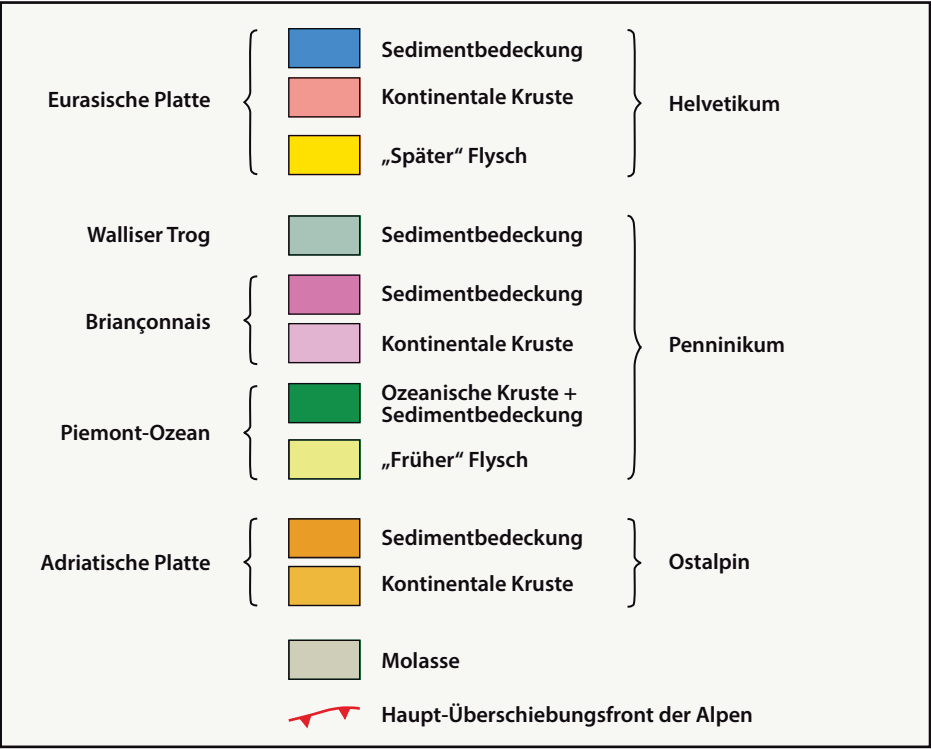 Eurasische Platte
Sedimentbedeckung
Kontinentale Kruste
„Später“ Flysch
Helvetikum
Walliser Trog
Sedimentbedeckung
Briançonnais
Sedimentbedeckung
Kontinentale Kruste
Penninikum
Piemont-Ozean
Ozeanische Kruste +
Sedimentbedeckung
„Früher“ Flysch
Adriatische Platte
Sedimentbedeckung
Kontinentale Kruste
Ostalpin
Molasse
Haupt-Überschiebungsfront der Alpen